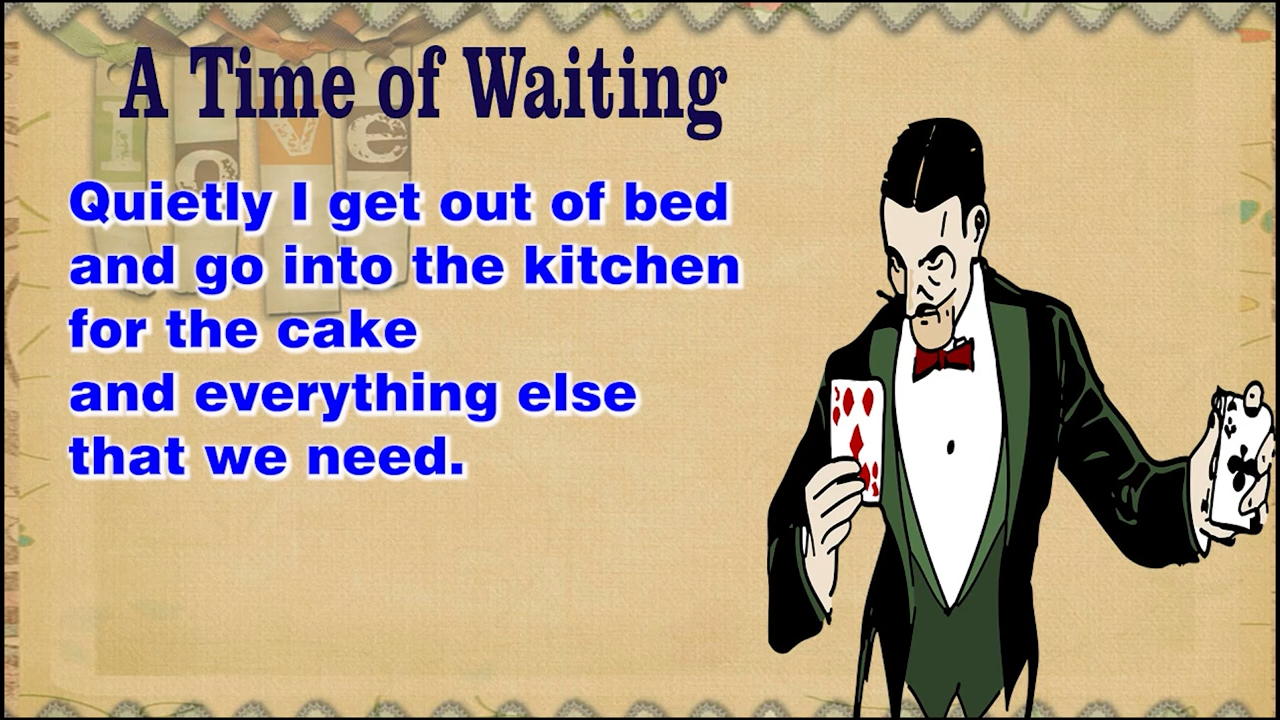 A Time of Waiting
love
Quietly I get out of bed
and go into the kitchen
for the cake
and everything else
that we need.